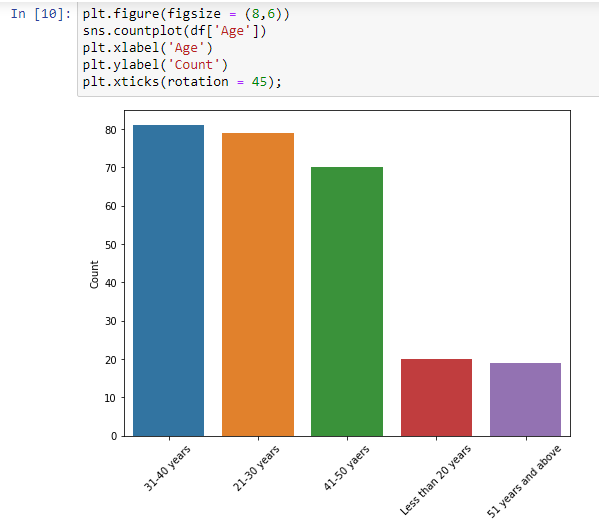 In [10]: plt.figure(figsize = (8,6))
sns.countplot(df['Age'])
plt.xlabel('Age')
plt.ylabel('Count')
plt.xticks(rotation = 45);
80
70
60
50
40
30
20
10
0
Count
31-40 years
21-30 years
41-50 yaers
Less than 20 years
51 years and above